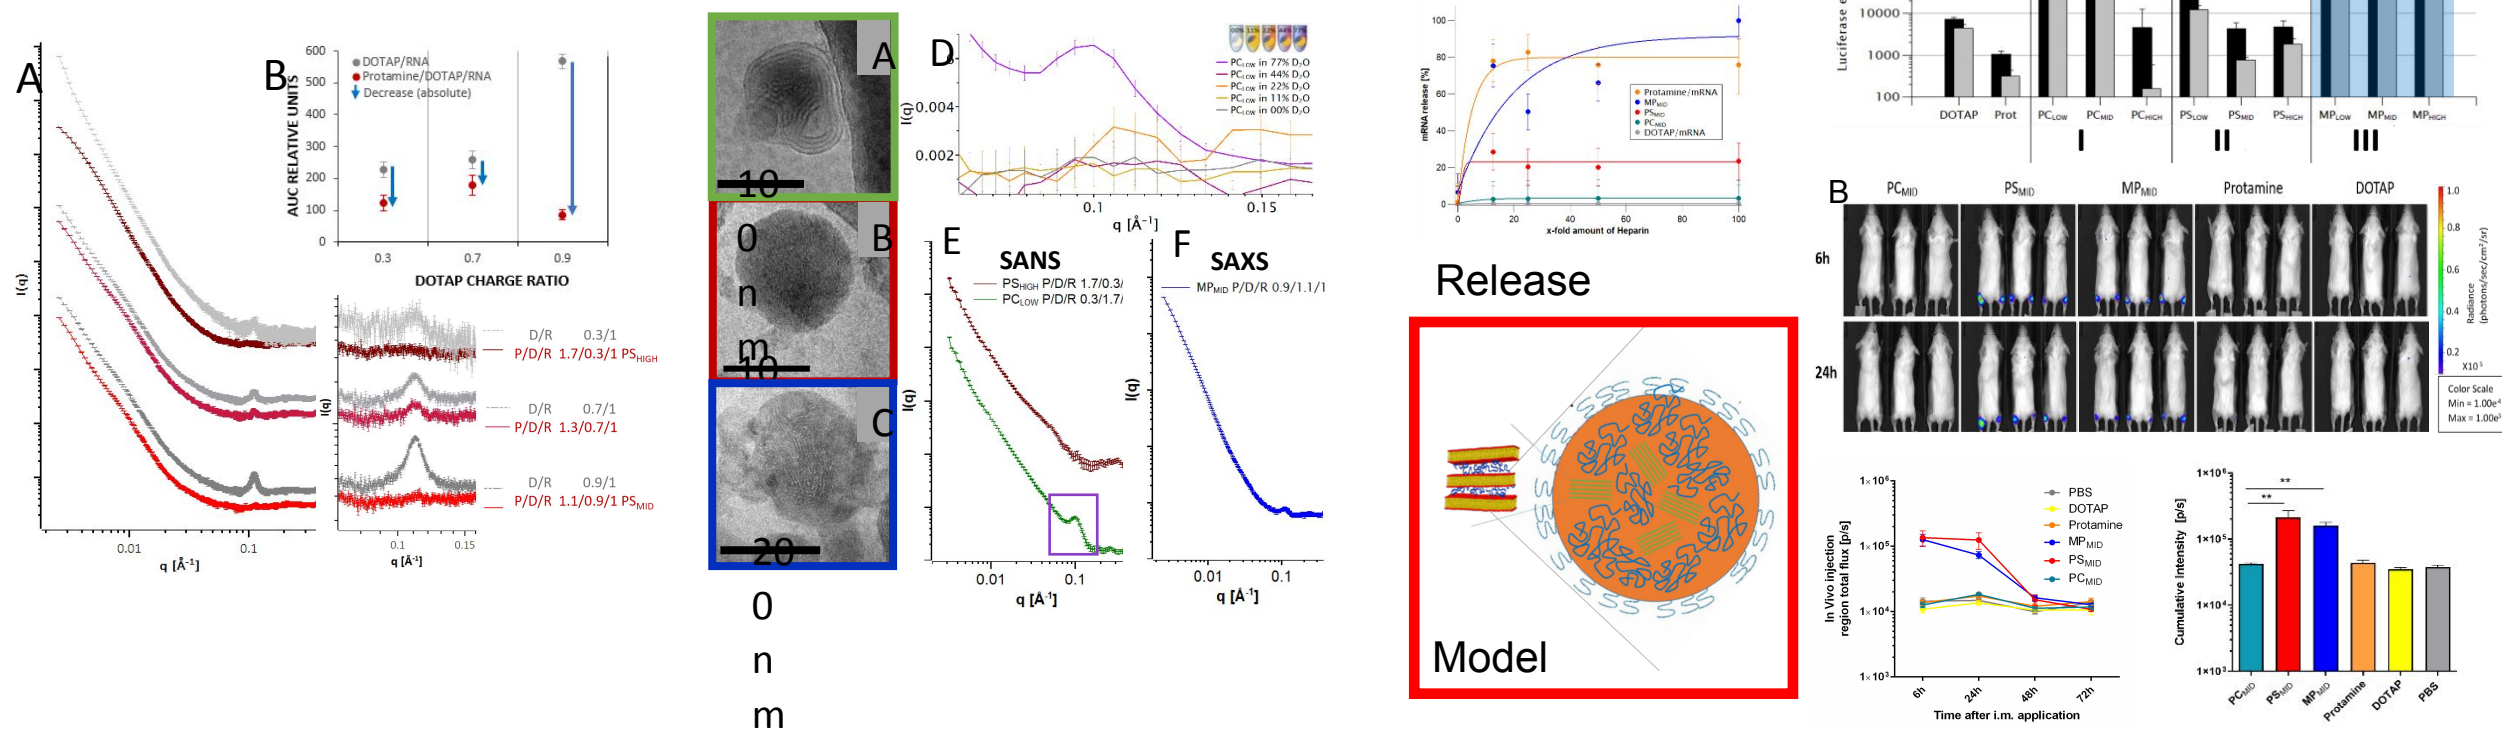 A
I(q)
0.01
0.1
q [Å⁻¹]
B
AUC RELATIVE UNITS
600
500
400
300
200
100
0
DOTAP/RNA
Protamine/DOTAP/RNA
Decrease (absolute)
0.3
0.7
0.9
DOTAP CHARGE RATIO
D/R 0.3/1
P/D/R 1.7/0.3/1 PSHIGH
D/R 0.7/1
P/D/R 1.3/0.7/1
D/R 0.9/1
P/D/R 1.1/0.9/1 PSMID
I(q)
0.1
0.15
q [Å⁻¹]
A
10
0
n
m
B
10
C
20
0
n
m
D
I(q)
0.004
0.002
00% 11% 22% 44% 77%
PCLOW in 77% D₂O
PCLOW in 44% D₂O
PCLOW in 22% D₂O
PCLOW in 11% D₂O
PCLOW in 00% D₂O
0.1
0.15
q [Å⁻¹]
E
SANS
PSHIGH P/D/R 1.7/0.3/
PCLOW P/D/R 0.3/1.7/
I(q)
0.01
0.1
q [Å⁻¹]
F
SAXS
MPMID P/D/R 0.9/1.1/1
I(q)
0.01
0.1
q [Å⁻¹]
mRNA release [%]
100
80
60
40
20
0
Protamine/mRNA
MPMID
PSMID
PCMID
DOTAP/mRNA
0 20 40 60 80 100
x-fold amount of Heparin
Release
Model
Luciferase e
10000
1000
100
DOTAP Prot PCLOW PCMID PCHIGH PSLOW PSMID PSHIGH MPLOW MPMID MPHIGH
I II III
B
PCMID PSMID MPMID Protamine DOTAP
6h
24h
1.0
0.8
0.6
0.4
0.2
X10⁵
Radiance
(photons/sec/cm²/sr)
Color Scale
Min = 1.00e⁴
Max = 1.00e⁵
In Vivo injection
region total flux [p/s]
1×10⁶
1×10⁵
1×10⁴
1×10³
PBS
DOTAP
Protamine
MPMID
PSMID
PCMID
6h 24h 48h 72h
Time after i.m. application
Cumulative intensity [p/s]
1×10⁶
1×10⁵
1×10⁴
1×10³
**
**
PCMID PSMID MPMID Protamine DOTAP PBS